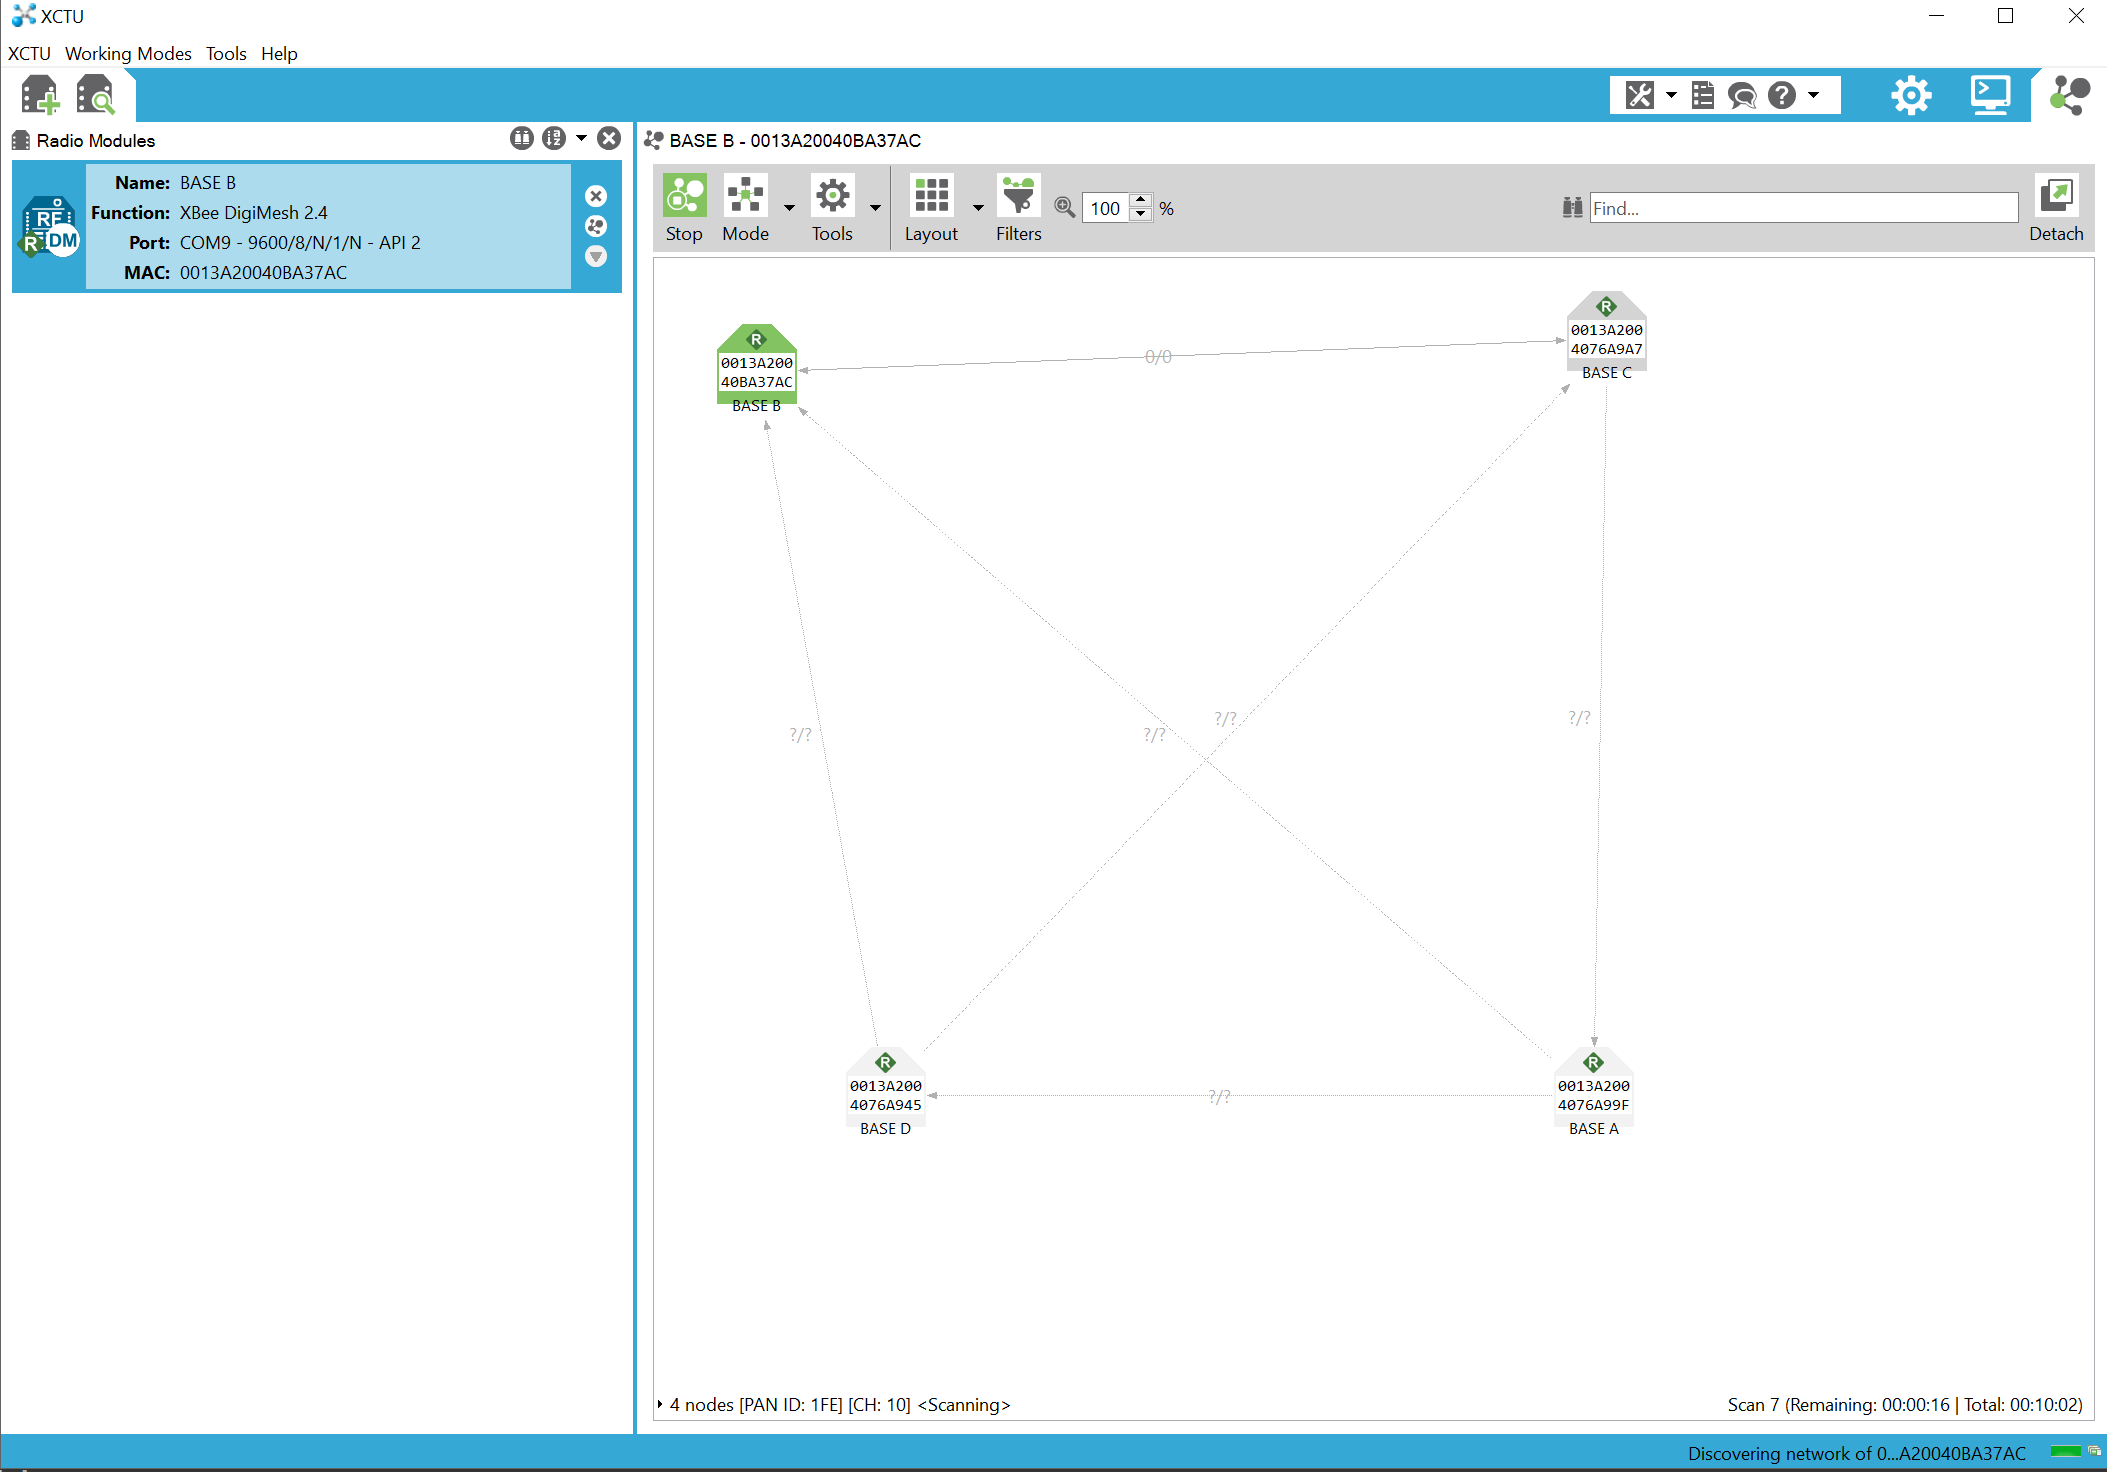 XCTU
XCTU Working Modes Tools Help
Radio Modules
Name: BASE B
Function: XBee DigiMesh 2.4
Port: COM9 - 9600/8/N/1/N - API 2
MAC: 0013A20040BA37AC
RF
R
DM
BASE B - 0013A20040BA37AC
Stop Mode Tools Layout Filters
100 %
Find...
Detach
R
0013A200
4076A9A7
BASE C
R
0013A200
40BA37AC
BASE B
0/0
?/?
?/?
?/?
?/?
?/?
R
0013A200
4076A945
BASE D
R
0013A200
4076A99F
BASE A
4 nodes [PAN ID: 1FE] [CH: 10] <Scanning>
Scan 7 (Remaining: 00:00:16 | Total: 00:10:02)
Discovering network of 0...A20040BA37AC